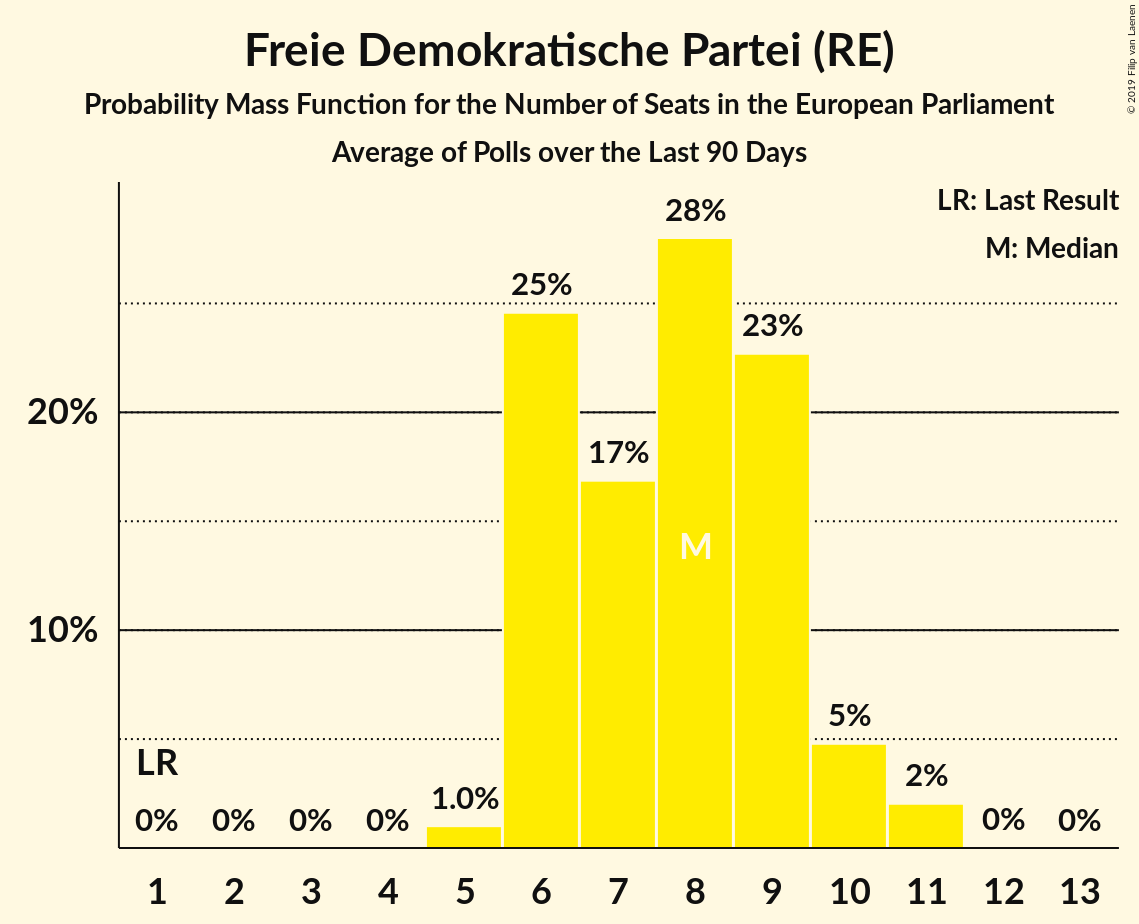 Freie Demokratische Partei (RE)
Probability Mass Function for the Number of Seats in the European Parliament
Average of Polls over the Last 90 Days
© 2019 Filip van Laenen
LR: Last Result
M: Median
28%
25%
23%
20%
17%
M
10%
5%
LR
2%
1.0%
0% 0% 0% 0% 0% 0%
1 2 3 4 5 6 7 8 9 10 11 12 13